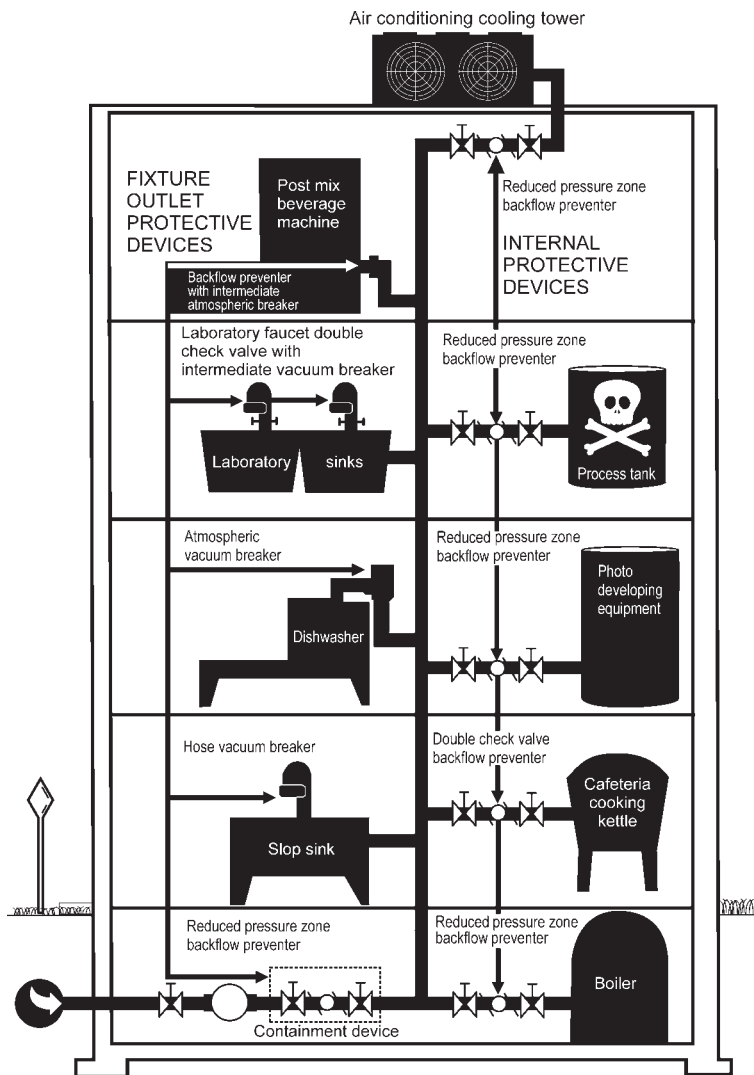 Air conditioning cooling tower
FIXTURE
OUTLET
PROTECTIVE
DEVICES
Post mix
beverage
machine
Reduced pressure zone
backflow preventer
INTERNAL
PROTECTIVE
DEVICES
Backflow preventer
with intermediate
atmospheric breaker
Laboratory faucet double
check valve with
intermediate vacuum breaker
Reduced pressure zone
backflow preventer
Laboratory
sinks
Process tank
Atmospheric
vacuum breaker
Reduced pressure zone
backflow preventer
Photo
developing
equipment
Dishwasher
Hose vacuum breaker
Double check valve
backflow preventer
Cafeteria
cooking
kettle
Slop sink
Reduced pressure zone
backflow preventer
Reduced pressure zone
backflow preventer
Boiler
Containment device